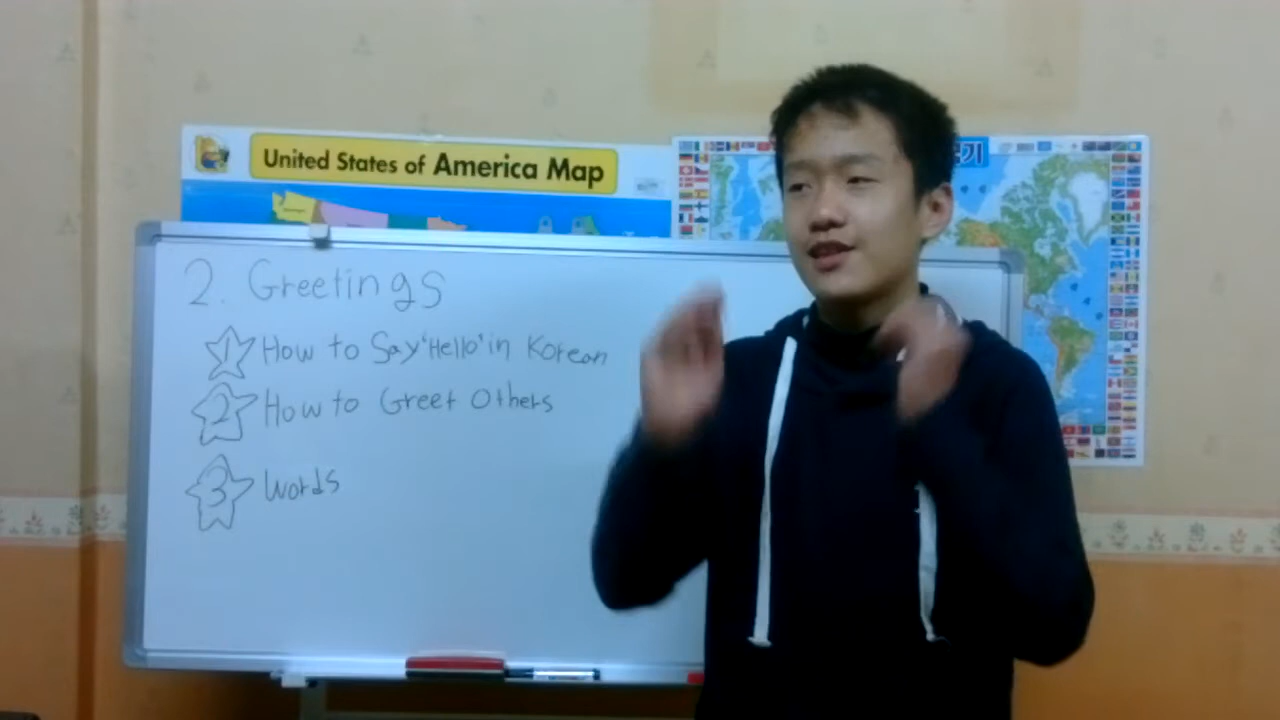 United States of America Map
기
2. Greetings
1 How to Say 'Hello' in Korean
2 How to Greet Others
3 Words